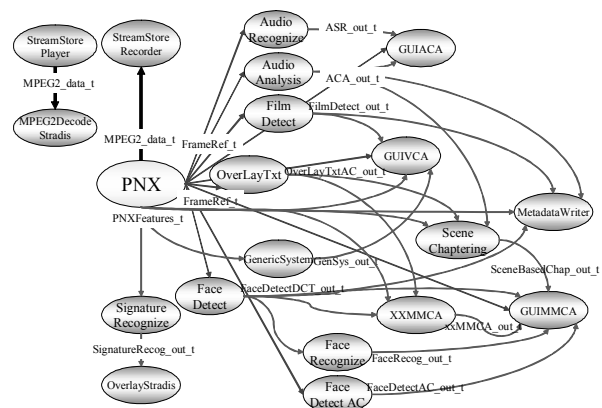 Audio
Recognize
ASR_out_t
StreamStore
Player
StreamStore
Recorder
GUIACA
Audio
Analysis
ACA_out_t
MPEG2_data_t
Film
Detect
FilmDetect_out_t
MPEG2Decode
Stradis
MPEG2_data_t
FrameRef_t
GUIVCA
PNX
OverLayTxt
OverLayTxtAC_out_t
FrameRef_t
PNXFeatures_t
MetadataWriter
Scene
Chaptering
GenericSystem
GenSys_out_t
SceneBasedChap_out_t
Face
Detect
FaceDetectDCT_out_t
Signature
Recognize
XXMMCA
xxMMCA_out_t
GUIMMCA
SignatureRecog_out_t
Face
Recognize
FaceRecog_out_t
OverlayStradis
Face
Detect AC
FaceDetectAC_out_t